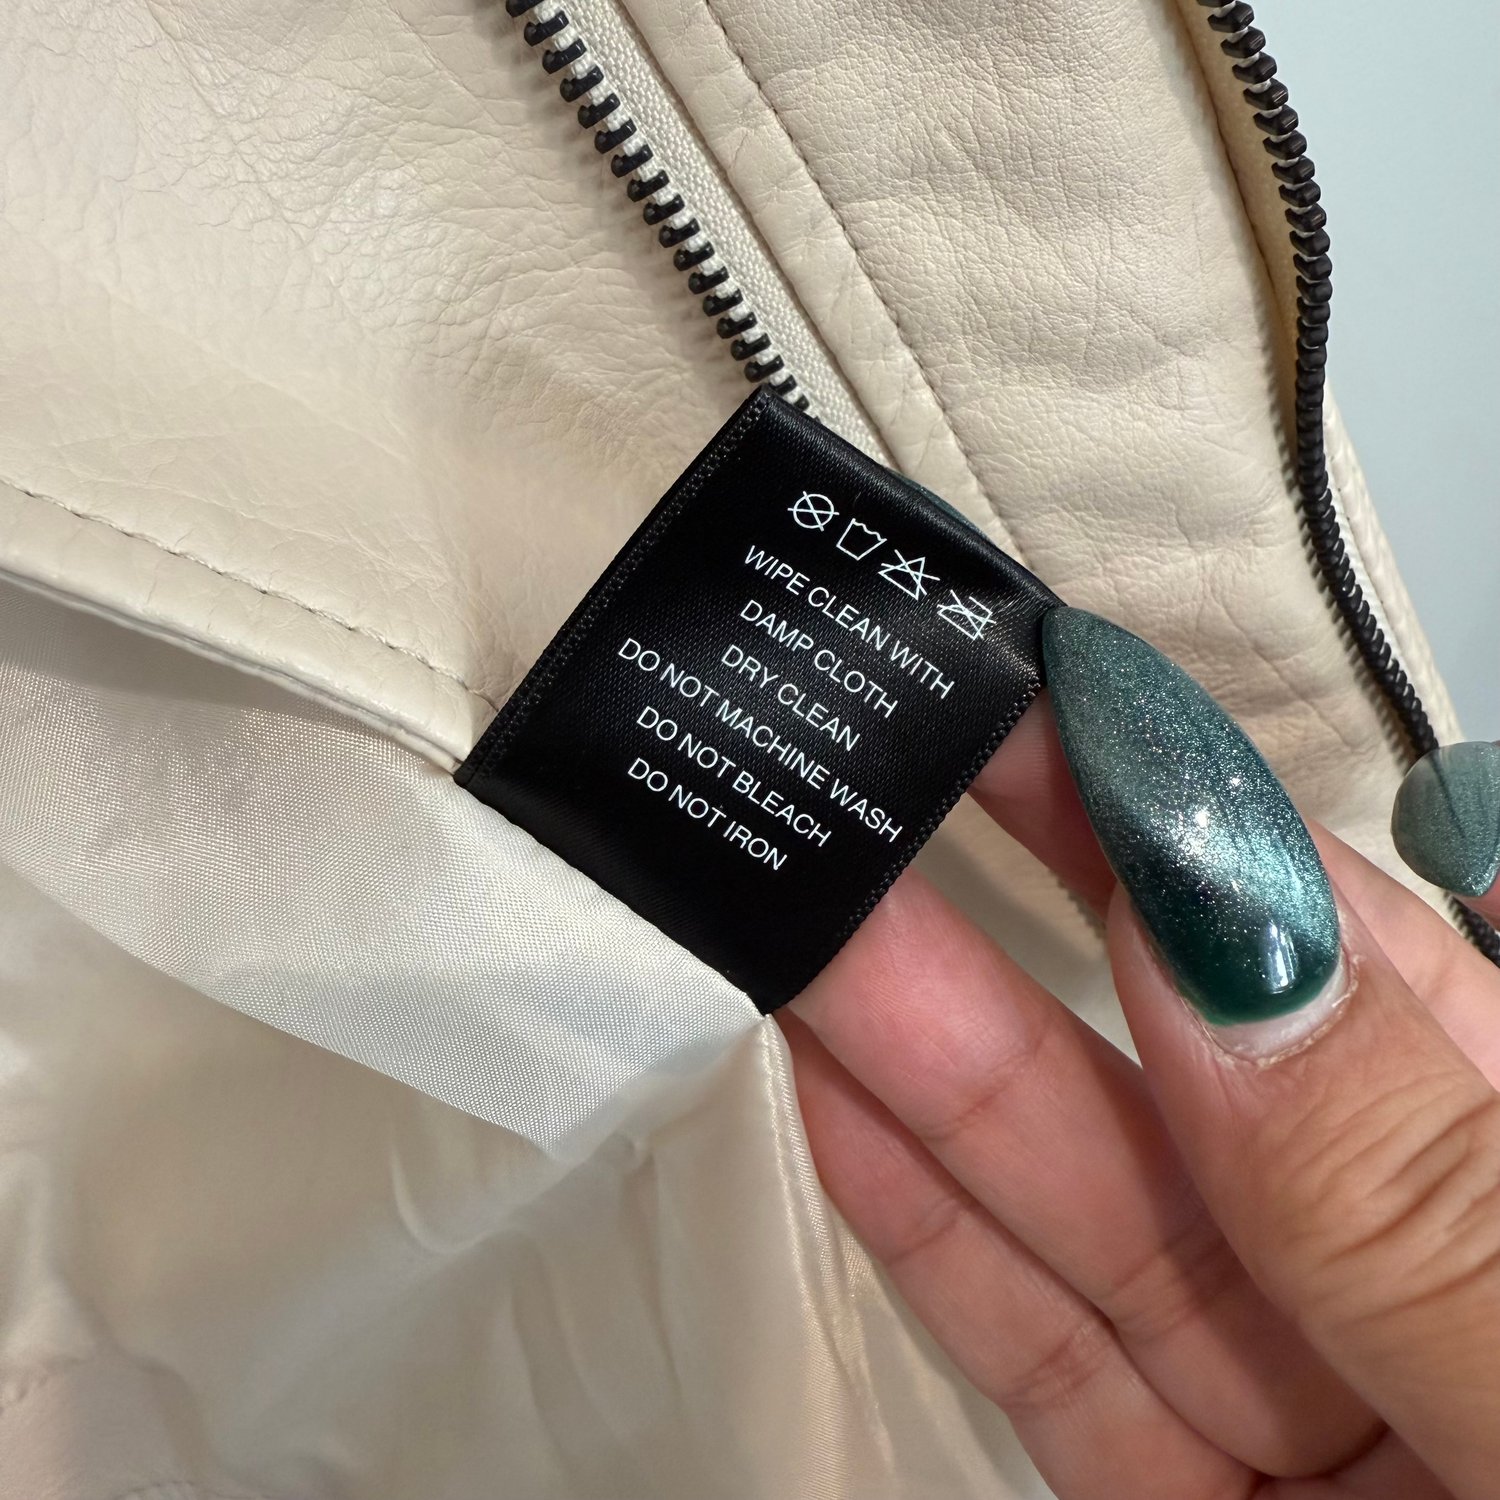 WIPE CLEAN WITH
DAMP CLOTH
DRY CLEAN
DO NOT MACHINE WASH
DO NOT BLEACH
DO NOT IRON